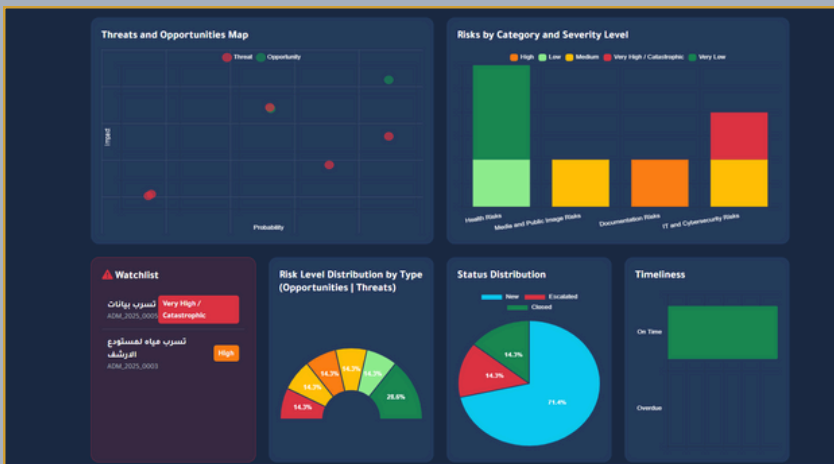 Threats and Opportunities Map
Threat Opportunity
Impact
Probability
Risks by Category and Severity Level
High Low Medium Very High / Catastrophic Very Low
Health Risks
Media and Public Image Risks
Documentation Risks
IT and Cybersecurity Risks
Watchlist
تسرب بيانات
ADM_2025_0005
Very High /
Catastrophic
تسرب مياه لمستودع
الارشف
ADM_2025_0003
High
Risk Level Distribution by Type
(Opportunities | Threats)
14.3%
14.3%
14.3%
14.3%
14.3%
28.6%
Status Distribution
New Escalated
Closed
14.3%
14.3%
71.4%
Timeliness
On Time
Overdue